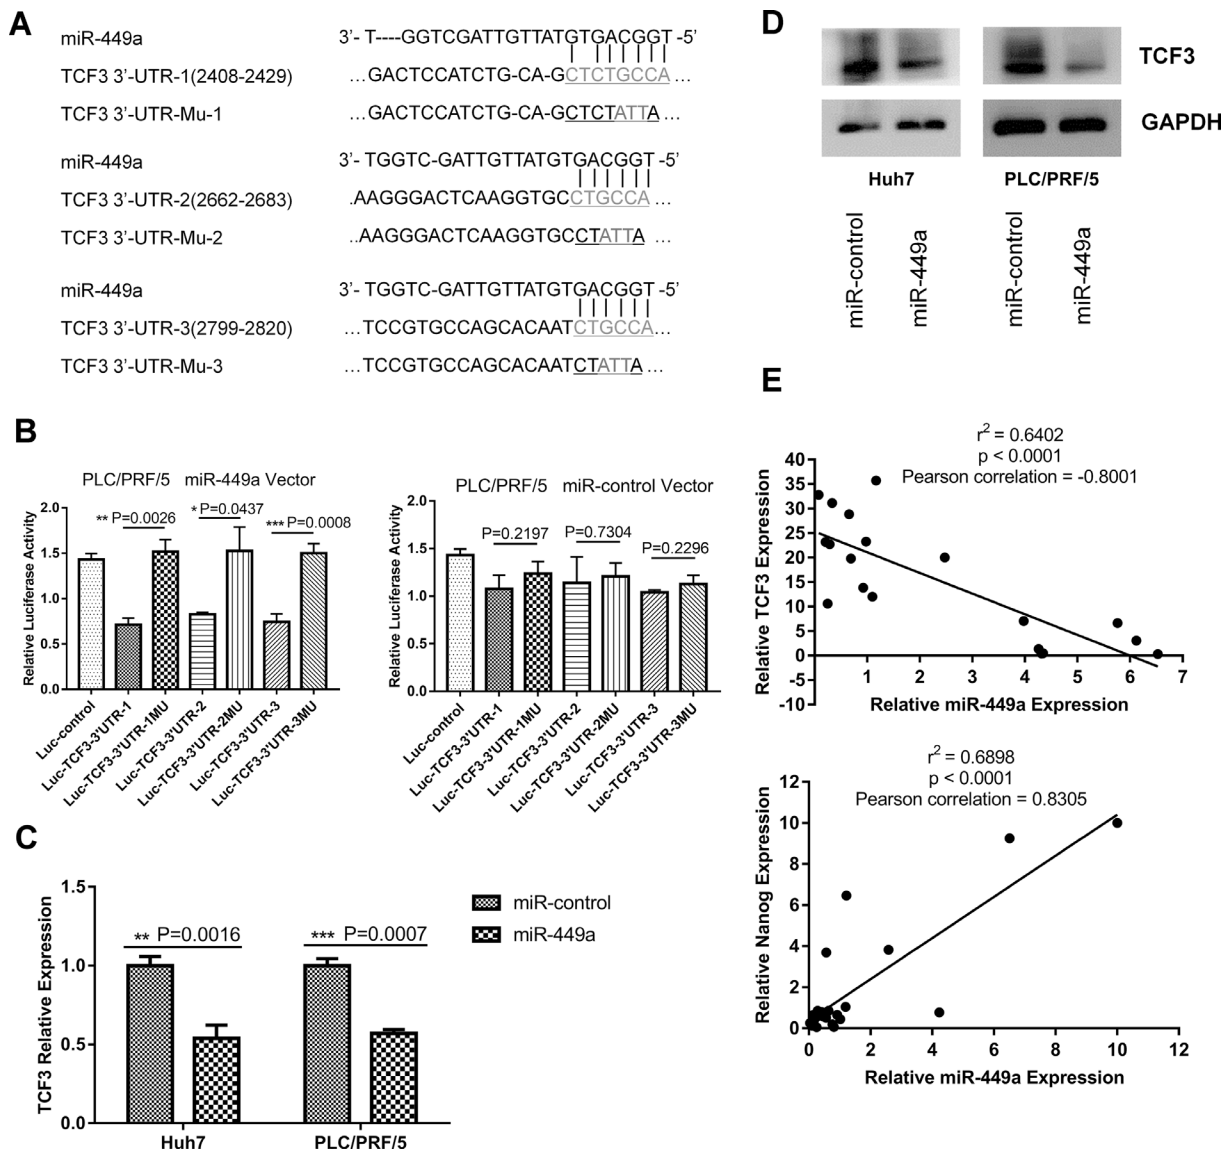 A
miR-449a 3’- T----GGTCGATTGTTATGTGACGGT -5’
TCF3 3’-UTR-1(2408-2429) …GACTCCATCTG-CA-GCTCTGCCA …
TCF3 3’-UTR-Mu-1 …GACTCCATCTG-CA-GCTCTATTA …
miR-449a 3’- TGGTC-GATTGTTATGTGACGGT -5’
TCF3 3’-UTR-2(2662-2683) .AAGGGACTCAAGGTGCCTGCCA …
TCF3 3’-UTR-Mu-2 ..AAGGGACTCAAGGTGCCTATTA …
miR-449a 3’- TGGTC-GATTGTTATGTGACGGT -5’
TCF3 3’-UTR-3(2799-2820) …TCCGTGCCAGCACAATCTGCCA …
TCF3 3’-UTR-Mu-3 …TCCGTGCCAGCACAATCTATTA …
B
PLC/PRF/5 miR-449a Vector
Relative Luciferase Activity
2.0
1.5
1.0
0.5
0.0
** P=0.0026
* P=0.0437
*** P=0.0008
Luc-control
Luc-TCF3-3'UTR-1
Luc-TCF3-3'UTR-1MU
Luc-TCF3-3'UTR-2
Luc-TCF3-3'UTR-2MU
Luc-TCF3-3'UTR-3
Luc-TCF3-3'UTR-3MU
PLC/PRF/5 miR-control Vector
Relative Luciferase Activity
2.0
1.5
1.0
0.5
0.0
P=0.2197
P=0.7304
P=0.2296
Luc-control
Luc-TCF3-3'UTR-1
Luc-TCF3-3'UTR-1MU
Luc-TCF3-3'UTR-2
Luc-TCF3-3'UTR-2MU
Luc-TCF3-3'UTR-3
Luc-TCF3-3'UTR-3MU
C
TCF3 Relative Expression
1.5
1.0
0.5
0.0
** P=0.0016
*** P=0.0007
miR-control
miR-449a
Huh7 PLC/PRF/5
D
TCF3
GAPDH
Huh7 PLC/PRF/5
miR-control
miR-449a
miR-control
miR-449a
E
r2 = 0.6402
p < 0.0001
Pearson correlation = -0.8001
Relative TCF3 Expression
40
35
30
25
20
15
10
5
0
-5
-10
1 2 3 4 5 6 7
Relative miR-449a Expression
r2 = 0.6898
p < 0.0001
Pearson correlation = 0.8305
Relative Nanog Expression
12
10
8
6
4
2
0
0 2 4 6 8 10 12
Relative miR-449a Expression